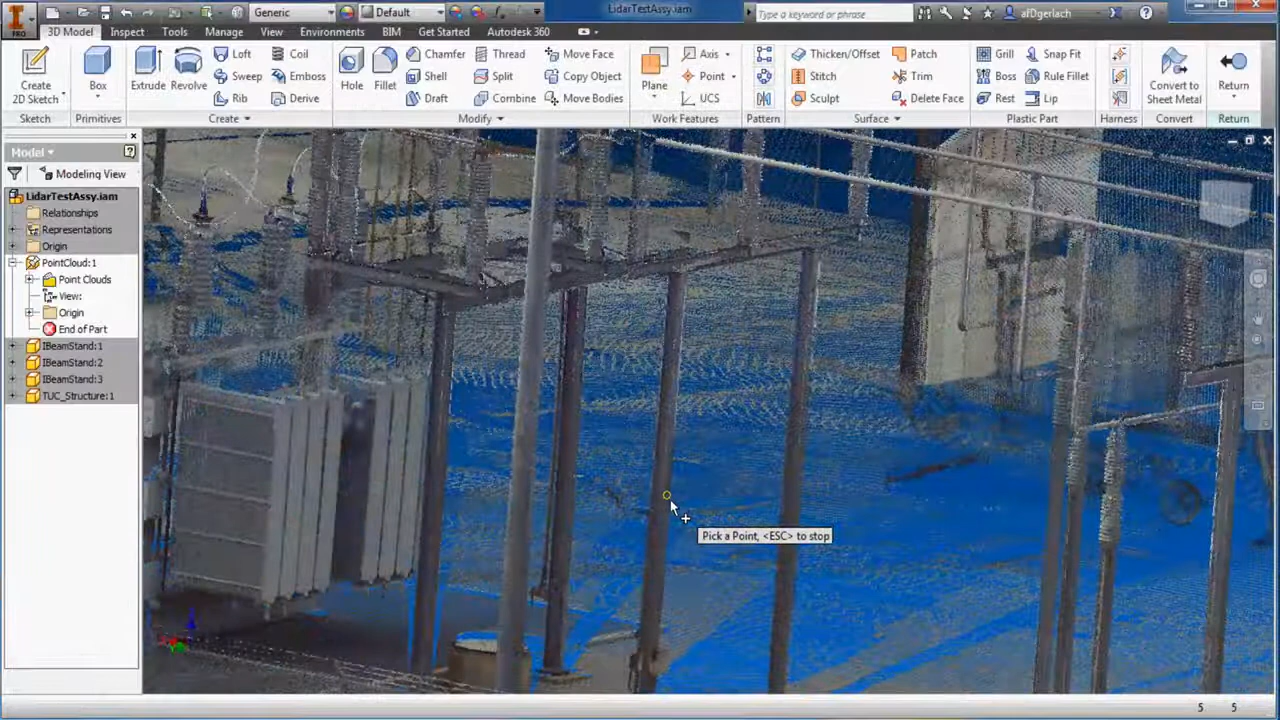 Generic
Default
LidarTestAssy.iam
Type a keyword or phrase
afDgerlach
PRO
3D Model
Inspect
Tools
Manage
View
Environments
BIM
Get Started
Autodesk 360
Create
2D Sketch
Box
Extrude
Revolve
Loft
Coil
Sweep
Emboss
Rib
Derive
Hole
Fillet
Chamfer
Thread
Move Face
Shell
Split
Copy Object
Draft
Combine
Move Bodies
Plane
Axis
Point
UCS
Thicken/Offset
Patch
Stitch
Trim
Sculpt
Delete Face
Grill
Snap Fit
Boss
Rule Fillet
Rest
Lip
Convert to
Sheet Metal
Return
Sketch
Primitives
Create
Modify
Work Features
Pattern
Surface
Plastic Part
Harness
Convert
Return
Model
Modeling View
LidarTestAssy.iam
Relationships
Representations
Origin
PointCloud:1
Point Clouds
View:
Origin
End of Part
IBeamStand:1
IBeamStand:2
IBeamStand:3
TUC_Structure:1
Pick a Point, <ESC> to stop
5 5